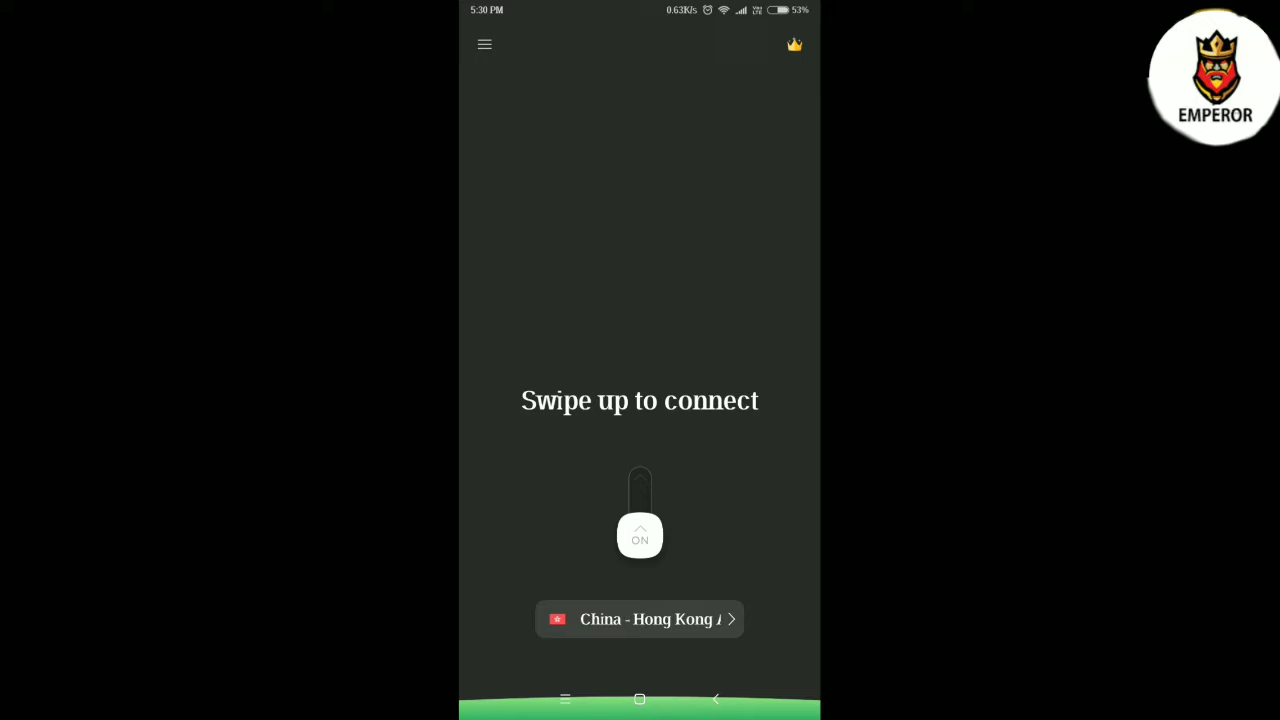 5:30 PM
0.63K/s
53%
EMPEROR
Swipe up to connect
ON
China - Hong Kong